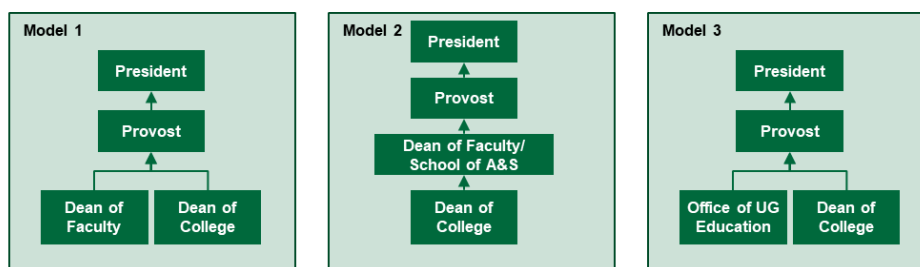 Model 1
President
Provost
Dean of
Faculty
Dean of
College
Model 2
President
Provost
Dean of Faculty/
School of A&S
Dean of
College
Model 3
President
Provost
Office of UG
Education
Dean of
College